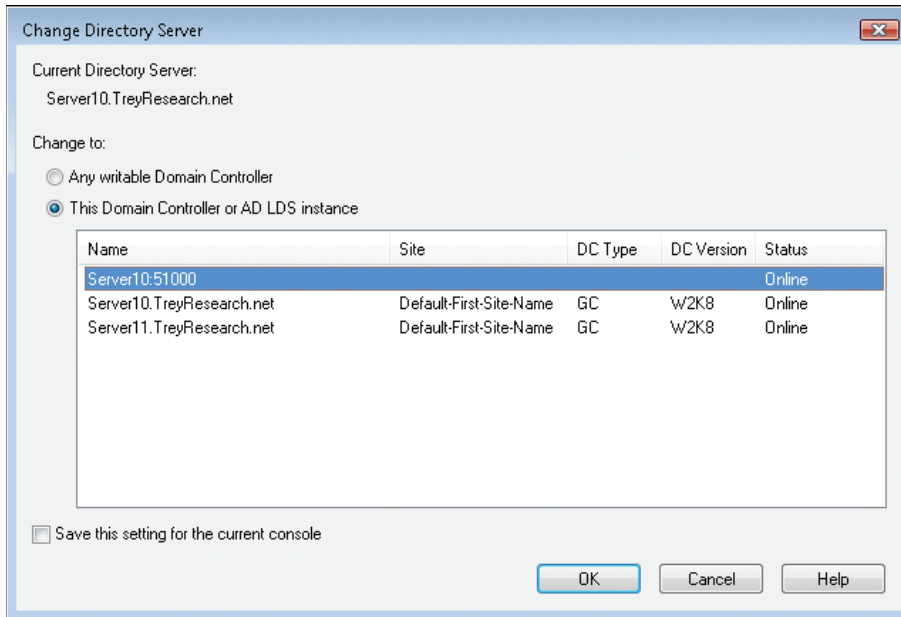 Change Directory Server
Current Directory Server:
Server10.TreyResearch.net
Change to:
Any writable Domain Controller
This Domain Controller or AD LDS instance
Name Site DC Type DC Version Status
Server10:51000 Online
Server10.TreyResearch.net Default-First-Site-Name GC W2K8 Online
Server11.TreyResearch.net Default-First-Site-Name GC W2K8 Online
Save this setting for the current console
OK Cancel Help